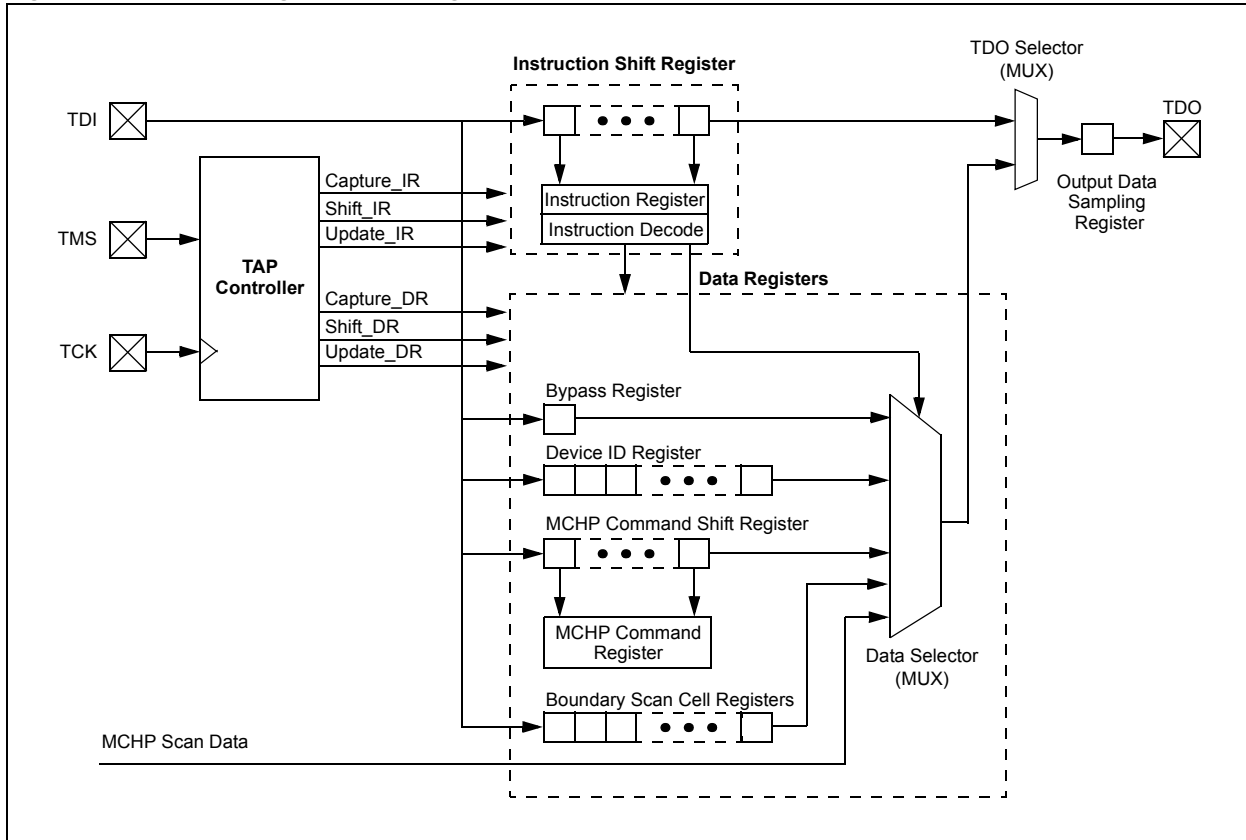 TDO Selector
(MUX)
Instruction Shift Register
TDI
TDO
Capture_IR
Shift_IR
Update_IR
Instruction Register
Instruction Decode
Output Data
Sampling
Register
TMS
TAP
Controller
Data Registers
Capture_DR
Shift_DR
Update_DR
TCK
Bypass Register
Device ID Register
MCHP Command Shift Register
MCHP Command
Register
Data Selector
(MUX)
Boundary Scan Cell Registers
MCHP Scan Data